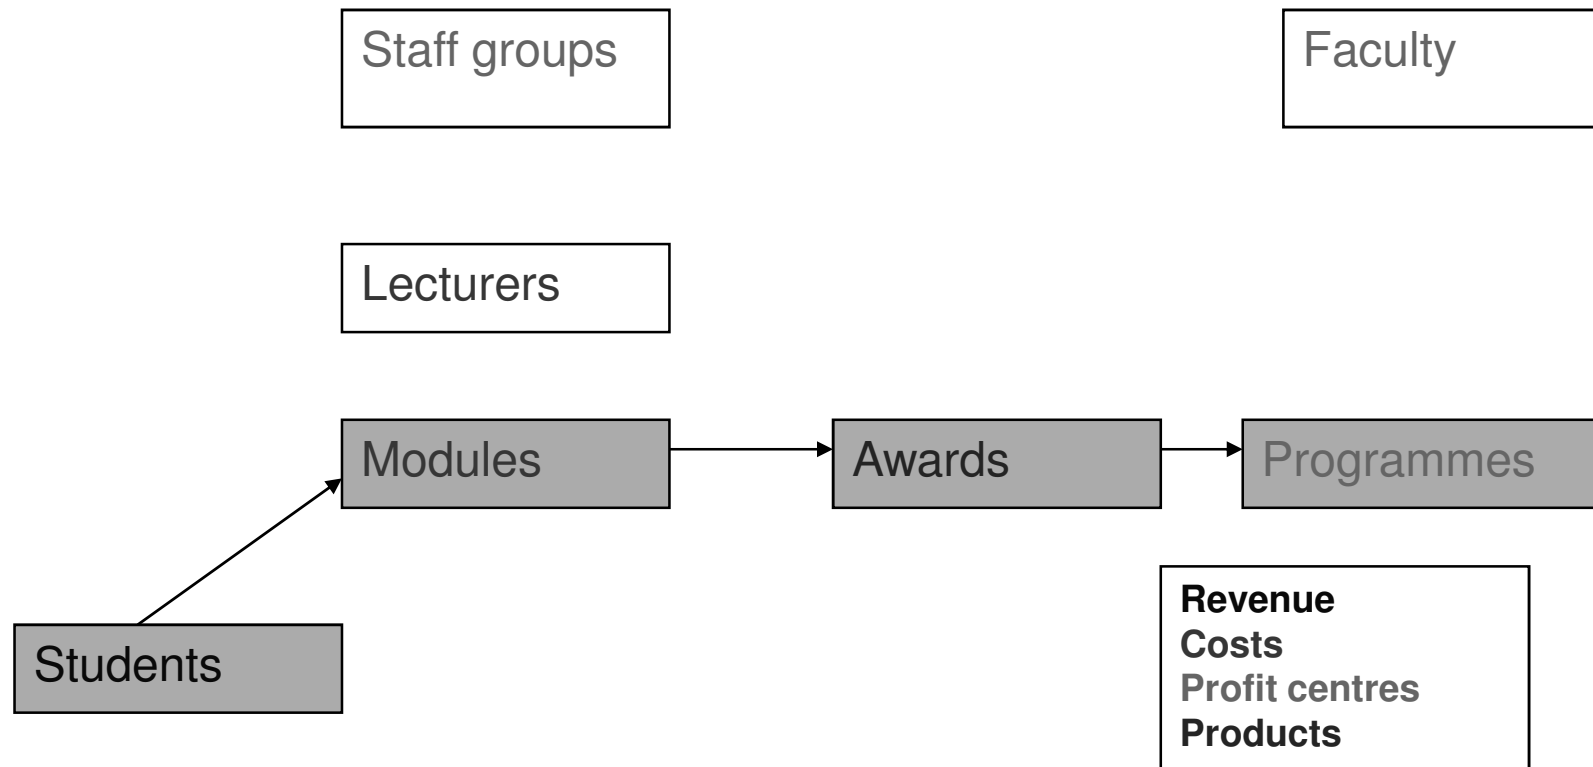 Staff groups
Faculty
Lecturers
Modules
Awards
Programmes
Students
Revenue
Costs
Profit centres
Products